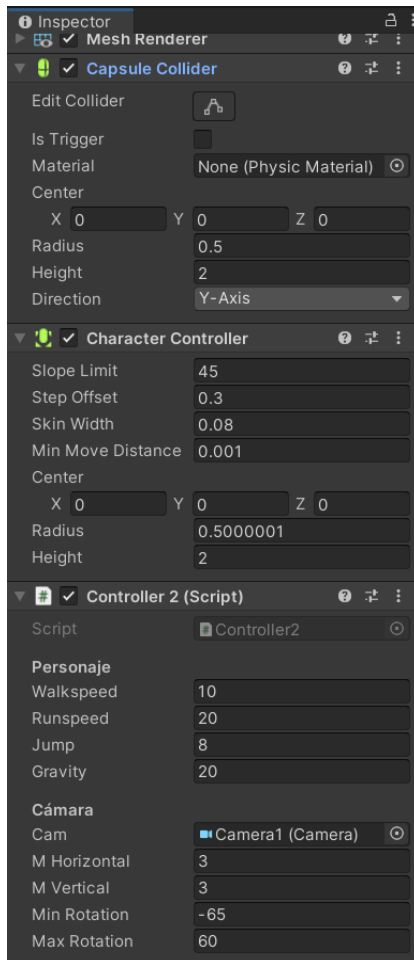 Inspector
Mesh Renderer
Capsule Collider
Edit Collider
Is Trigger
Material None (Physic Material)
Center
X 0 Y 0 Z 0
Radius 0.5
Height 2
Direction Y-Axis
Character Controller
Slope Limit 45
Step Offset 0.3
Skin Width 0.08
Min Move Distance 0.001
Center
X 0 Y 0 Z 0
Radius 0.5000001
Height 2
# Controller 2 (Script)
Script # Controller2
Personaje
Walkspeed 10
Runspeed 20
Jump 8
Gravity 20
Cámara
Cam Camera1 (Camera)
M Horizontal 3
M Vertical 3
Min Rotation -65
Max Rotation 60